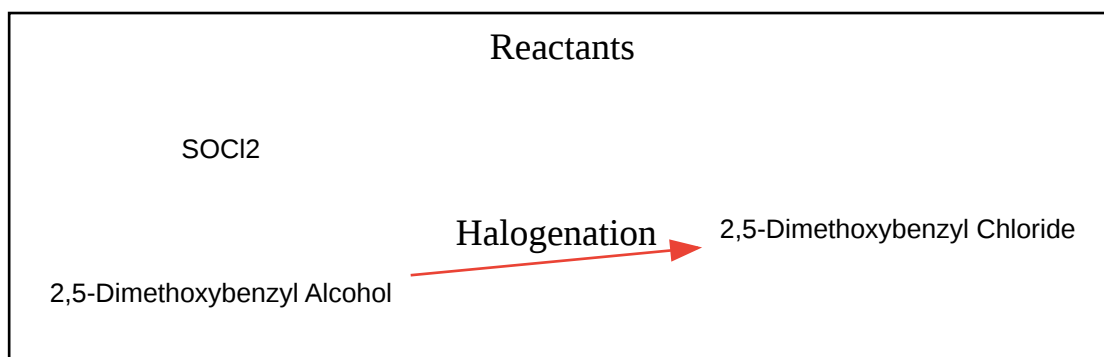 Reactants
SOCl2
Halogenation
2,5-Dimethoxybenzyl Chloride
2,5-Dimethoxybenzyl Alcohol